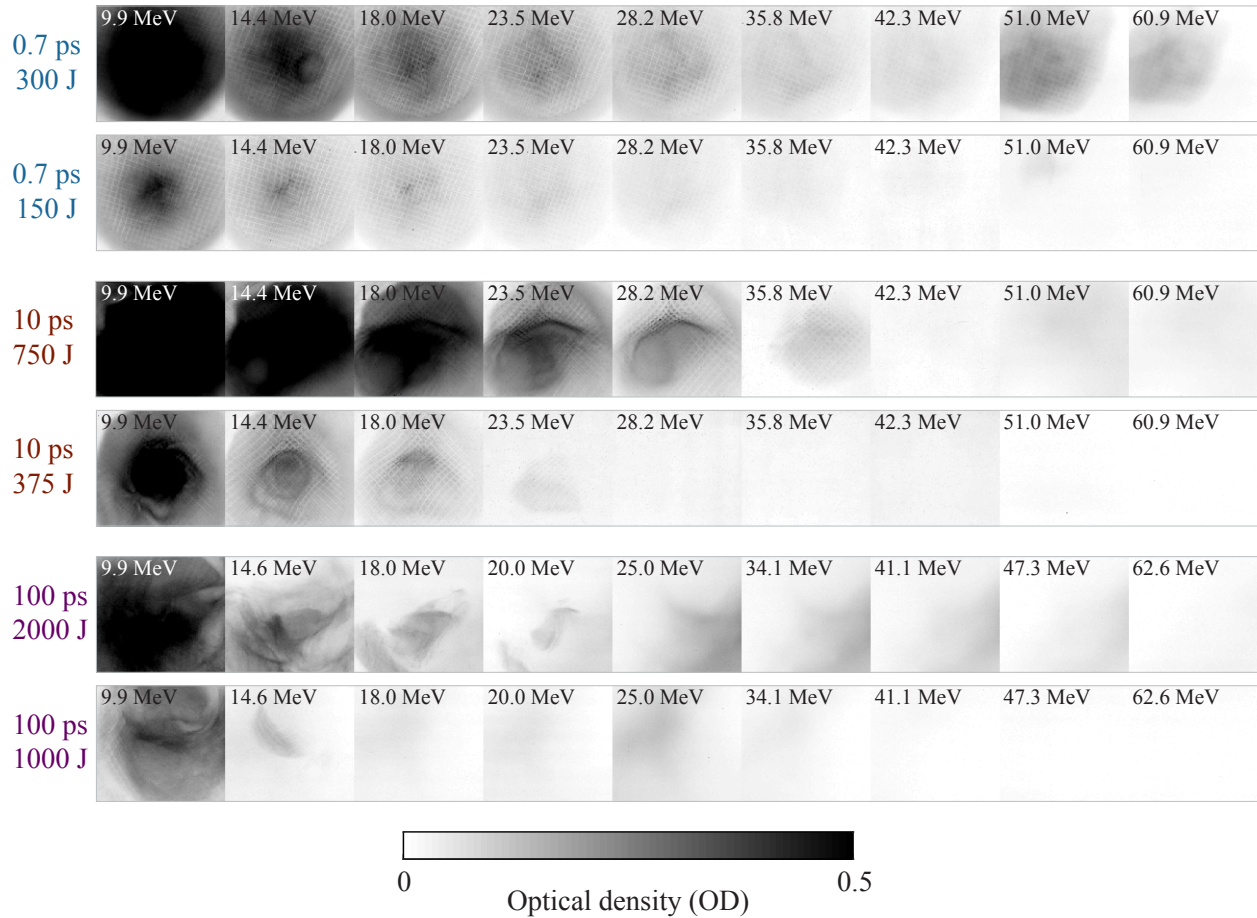 0.7 ps
300 J
9.9 MeV 14.4 MeV 18.0 MeV 23.5 MeV 28.2 MeV 35.8 MeV 42.3 MeV 51.0 MeV 60.9 MeV
0.7 ps
150 J
9.9 MeV 14.4 MeV 18.0 MeV 23.5 MeV 28.2 MeV 35.8 MeV 42.3 MeV 51.0 MeV 60.9 MeV
10 ps
750 J
9.9 MeV 14.4 MeV 18.0 MeV 23.5 MeV 28.2 MeV 35.8 MeV 42.3 MeV 51.0 MeV 60.9 MeV
10 ps
375 J
9.9 MeV 14.4 MeV 18.0 MeV 23.5 MeV 28.2 MeV 35.8 MeV 42.3 MeV 51.0 MeV 60.9 MeV
100 ps
2000 J
9.9 MeV 14.6 MeV 18.0 MeV 20.0 MeV 25.0 MeV 34.1 MeV 41.1 MeV 47.3 MeV 62.6 MeV
100 ps
1000 J
9.9 MeV 14.6 MeV 18.0 MeV 20.0 MeV 25.0 MeV 34.1 MeV 41.1 MeV 47.3 MeV 62.6 MeV
0 0.5
Optical density (OD)